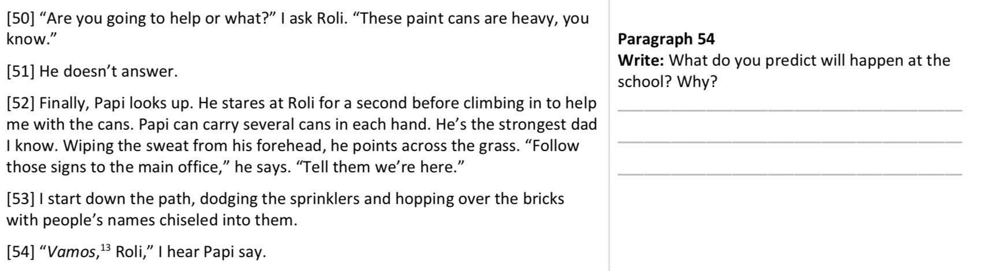 [50] “Are you going to help or what?” I ask Roli. “These paint cans are heavy, you
know.”
[51] He doesn’t answer.
[52] Finally, Papi looks up. He stares at Roli for a second before climbing in to help
me with the cans. Papi can carry several cans in each hand. He’s the strongest dad
I know. Wiping the sweat from his forehead, he points across the grass. “Follow
those signs to the main office,” he says. “Tell them we’re here.”
[53] I start down the path, dodging the sprinklers and hopping over the bricks
with people’s names chiseled into them.
[54] “Vamos,¹³ Roli,” I hear Papi say.
Paragraph 54
Write: What do you predict will happen at the
school? Why?